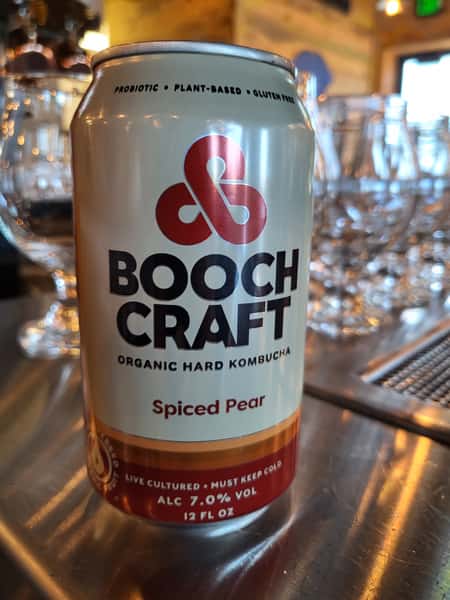 PROBIOTIC • PLANT-BASED • GLUTEN FREE
BOOCH
CRAFT
ORGANIC HARD KOMBUCHA
Spiced Pear
LIVE CULTURED • MUST KEEP COLD
ALC 7.0% VOL
12 FL OZ